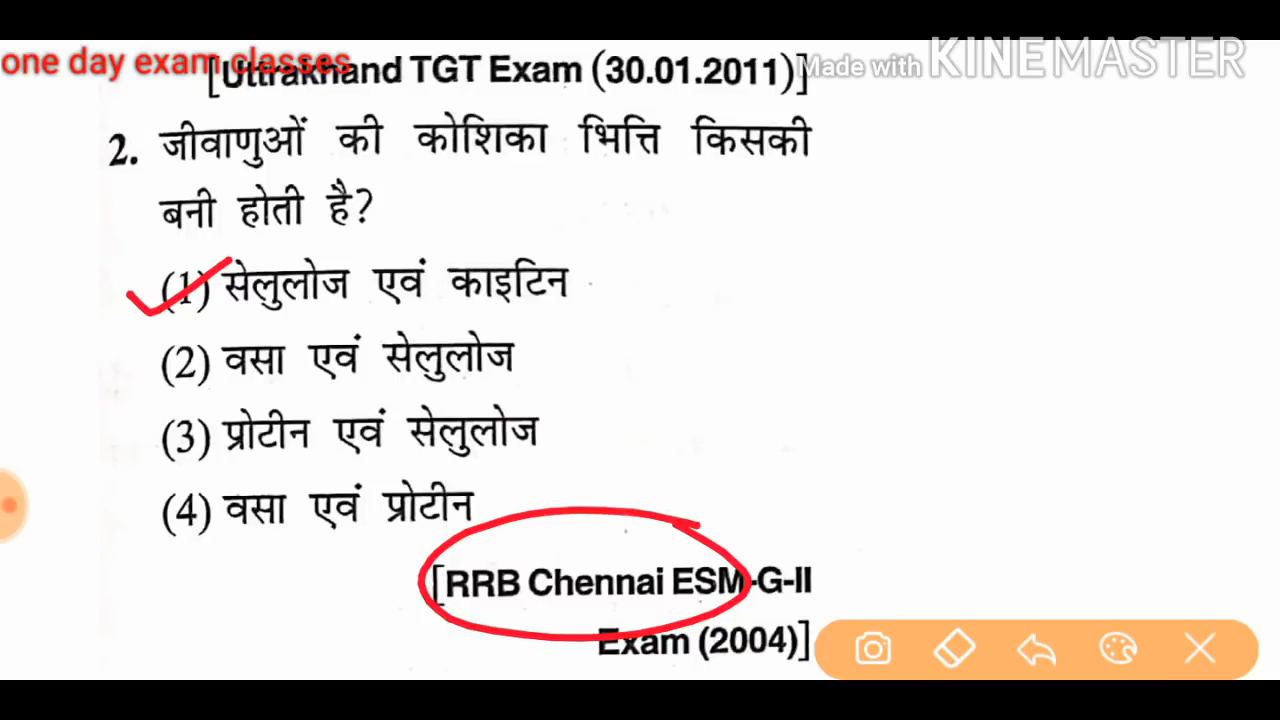 one day exam classes
Made with KINEMASTER
[Uttrakhand TGT Exam (30.01.2011)]
2. जीवाणुओं की कोशिका भित्ति किसकी
बनी होती है?
(1) सेलुलोज एवं काइटिन
(2) वसा एवं सेलुलोज
(3) प्रोटीन एवं सेलुलोज
(4) वसा एवं प्रोटीन
[RRB Chennai ESM-G-II
Exam (2004)]